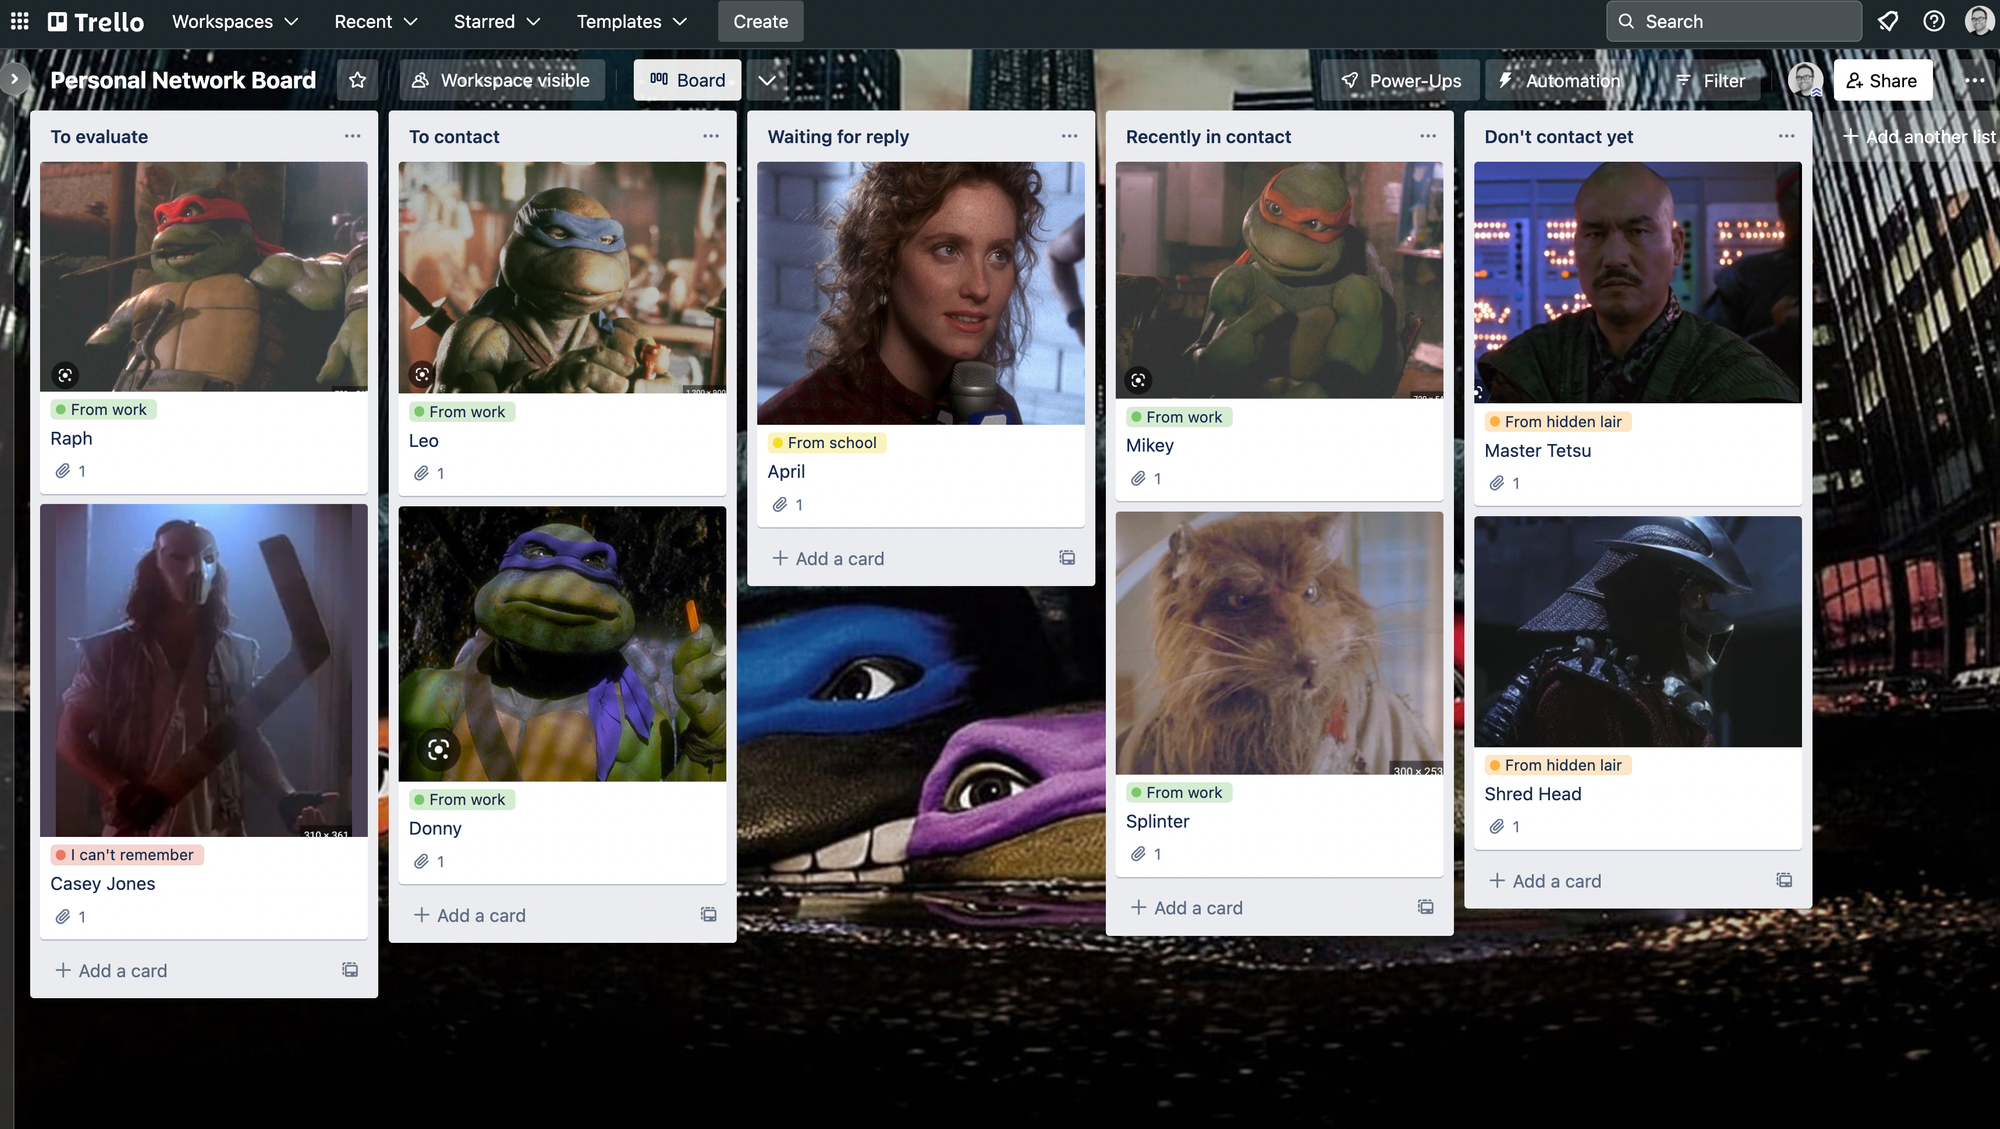 Trello
Workspaces
Recent
Starred
Templates
Create
Search
Personal Network Board
Workspace visible
Board
Power-Ups
Automation
Filter
Share
To evaluate
From work
Raph
1
310 x 361
I can't remember
Casey Jones
1
+ Add a card
To contact
1,200 x 900
From work
Leo
1
From work
Donny
1
+ Add a card
Waiting for reply
From school
April
1
+ Add a card
Recently in contact
From work
Mikey
1
300 x 253
From work
Splinter
1
+ Add a card
Don't contact yet
From hidden lair
Master Tetsu
1
From hidden lair
Shred Head
1
+ Add a card
+ Add another list